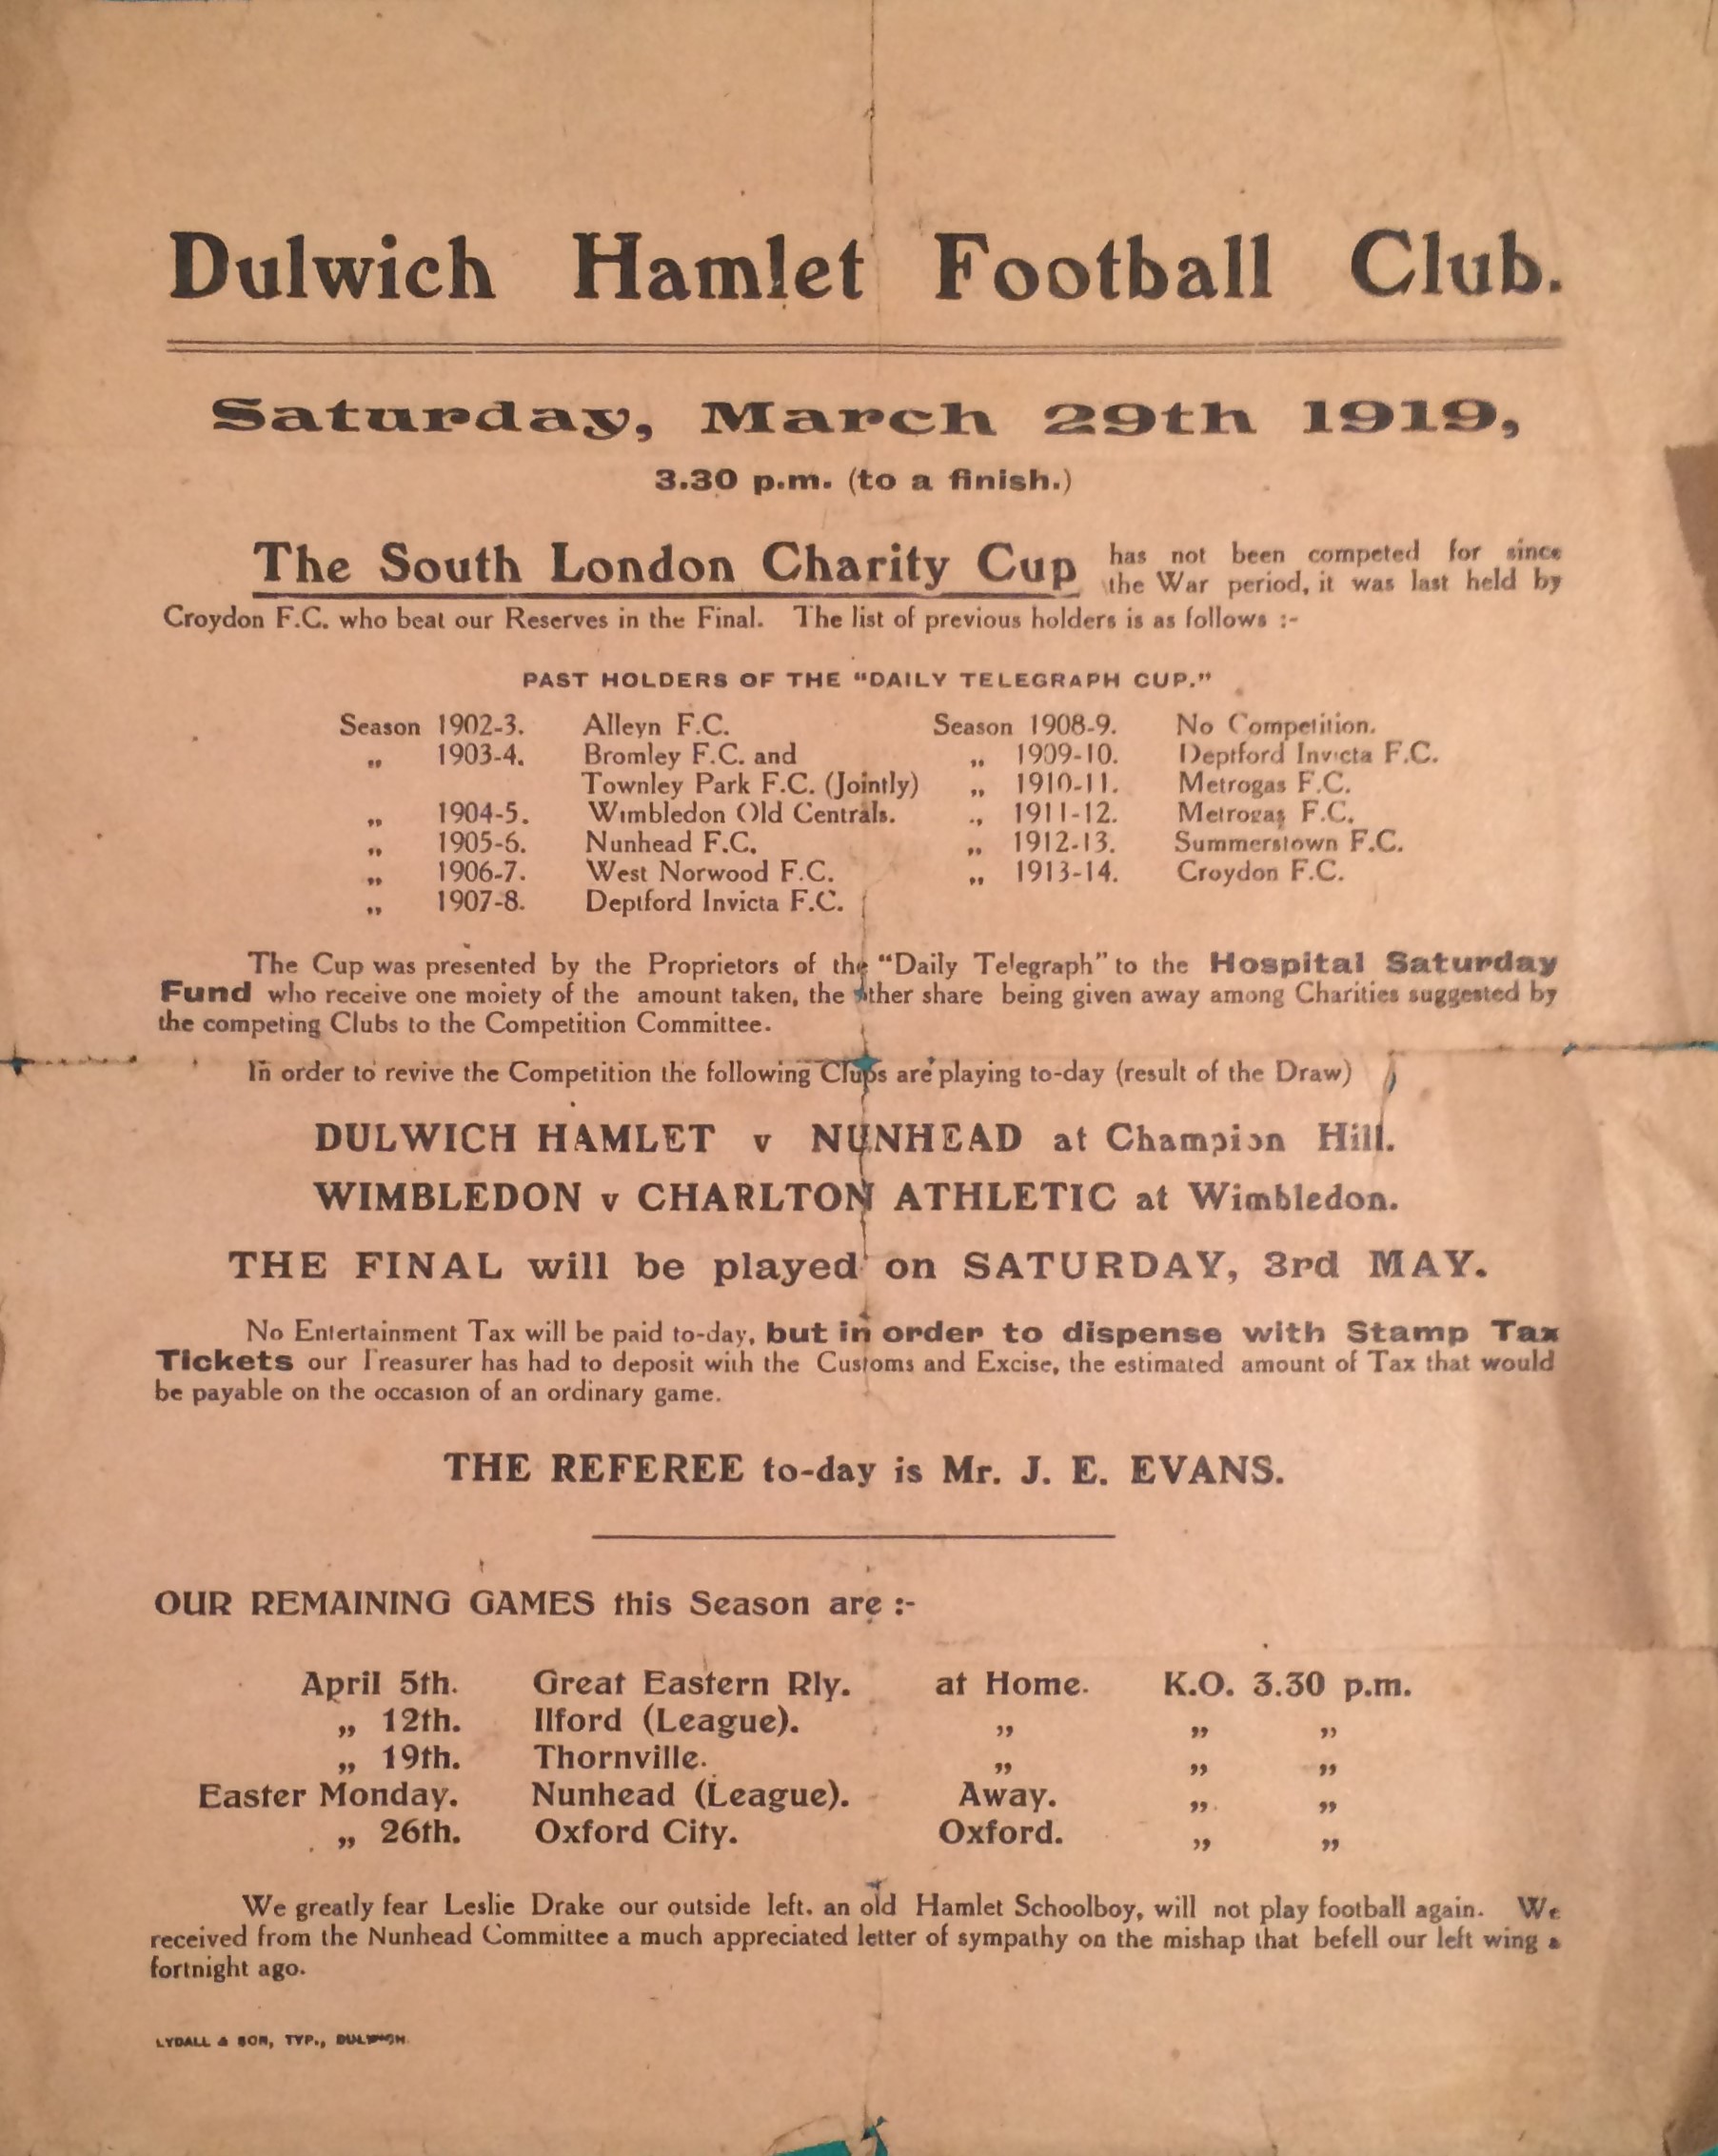 Dulwich Hamlet Football Club.
Saturday, March 29th 1919,
3.30 p.m. (to a finish.)
The South London Charity Cup has not been competed for since
the War period, it was last held by
Croydon F.C. who beat our Reserves in the Final. The list of previous holders is as follows :-
PAST HOLDERS OF THE "DAILY TELEGRAPH CUP."
Season 1902-3. Alleyn F.C.
„ 1903-4. Bromley F.C. and
Townley Park F.C. (Jointly)
„ 1904-5. Wimbledon Old Centrals.
„ 1905-6. Nunhead F.C.
„ 1906-7. West Norwood F.C.
„ 1907-8. Deptford Invicta F.C.
Season 1908-9. No Competition.
„ 1909-10. Deptford Invicta F.C.
„ 1910-11. Metrogas F.C.
„ 1911-12. Metrogas F.C.
„ 1912-13. Summerstown F.C.
„ 1913-14. Croydon F.C.
The Cup was presented by the Proprietors of the "Daily Telegraph" to the Hospital Saturday
Fund who receive one moiety of the amount taken, the other share being given away among Charities suggested by
the competing Clubs to the Competition Committee.
In order to revive the Competition the following Clubs are playing to-day (result of the Draw)
DULWICH HAMLET v NUNHEAD at Champion Hill.
WIMBLEDON v CHARLTON ATHLETIC at Wimbledon.
THE FINAL will be played on SATURDAY, 3rd MAY.
No Entertainment Tax will be paid to-day, but in order to dispense with Stamp Tax
Tickets our Treasurer has had to deposit with the Customs and Excise, the estimated amount of Tax that would
be payable on the occasion of an ordinary game.
THE REFEREE to-day is Mr. J. E. EVANS.
OUR REMAINING GAMES this Season are :-
April 5th. Great Eastern Rly. at Home. K.O. 3.30 p.m.
„ 12th. Ilford (League). „ „ „
„ 19th. Thornville. „ „ „
Easter Monday. Nunhead (League). Away. „ „
„ 26th. Oxford City. Oxford. „ „
We greatly fear Leslie Drake our outside left, an old Hamlet Schoolboy, will not play football again. We
received from the Nunhead Committee a much appreciated letter of sympathy on the mishap that befell our left wing a
fortnight ago.
LYDALL & SON, TYP., DULWICH.